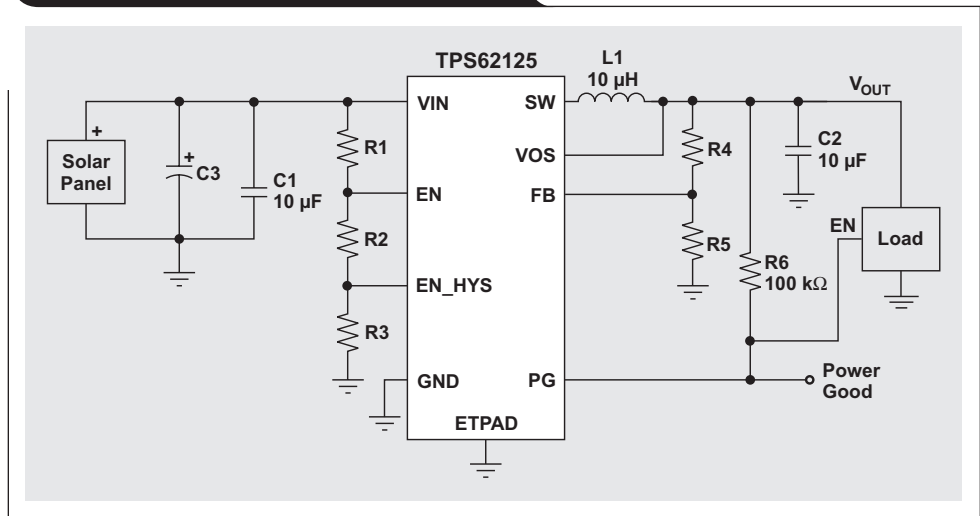 TPS62125
L1
10 µH
V_OUT
VIN
SW
+
Solar
Panel
+
C3
C1
10 µF
R1
VOS
R4
C2
10 µF
EN
FB
R2
R5
EN
Load
R6
100 kΩ
EN_HYS
R3
GND
PG
Power
Good
ETPAD